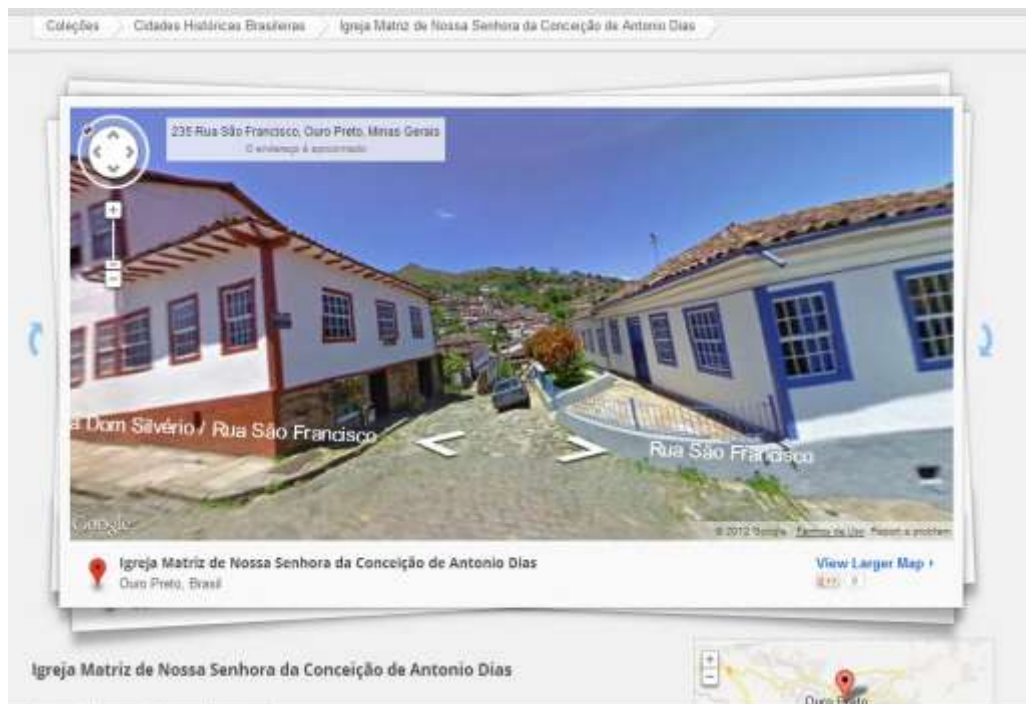 Coleções
Cidades Históricas Brasileiras
Igreja Matriz de Nossa Senhora da Conceição de Antonio Dias
235 Rua São Francisco, Ouro Preto, Minas Gerais
O endereço é aproximado
a Dom Silvério / Rua São Francisco
Rua São Francisco
Google
© 2012 Google Termos de Uso Report a problem
Igreja Matriz de Nossa Senhora da Conceição de Antonio Dias
View Larger Map
Ouro Preto, Brasil
Igreja Matriz de Nossa Senhora da Conceição de Antonio Dias
Ouro Preto